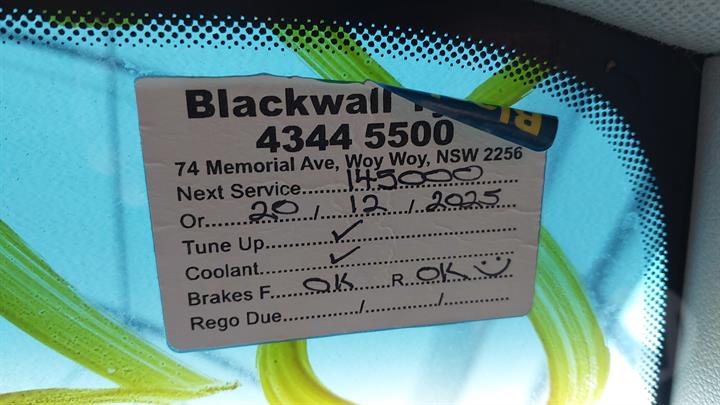 Blackwall
4344 5500
74 Memorial Ave, Woy Woy, NSW 2256
Next Service 145000
Or 20 / 12 / 2025
Tune Up ✓
Coolant ✓
Brakes F OK R OK
Rego Due / /